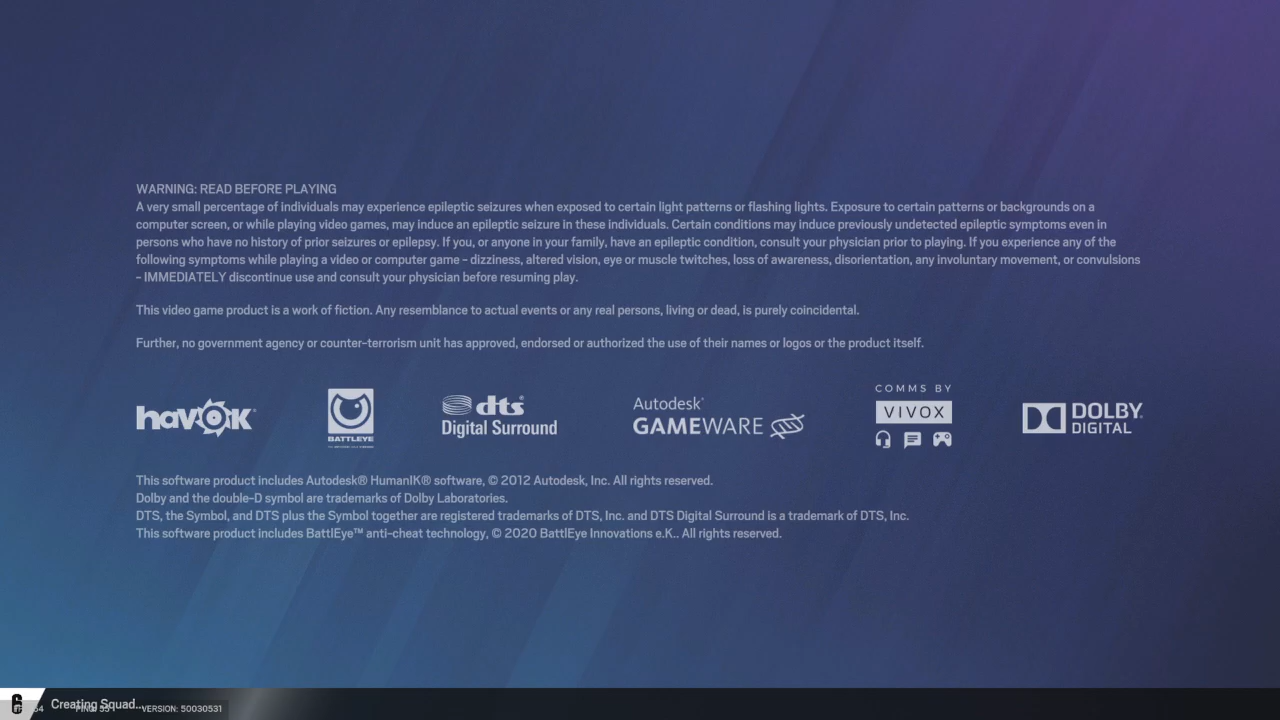 WARNING: READ BEFORE PLAYING
A very small percentage of individuals may experience epileptic seizures when exposed to certain light patterns or flashing lights. Exposure to certain patterns or backgrounds on a
computer screen, or while playing video games, may induce an epileptic seizure in these individuals. Certain conditions may induce previously undetected epileptic symptoms even in
persons who have no history of prior seizures or epilepsy. If you, or anyone in your family, have an epileptic condition, consult your physician prior to playing. If you experience any of the
following symptoms while playing a video or computer game - dizziness, altered vision, eye or muscle twitches, loss of awareness, disorientation, any involuntary movement, or convulsions
- IMMEDIATELY discontinue use and consult your physician before resuming play.
This video game product is a work of fiction. Any resemblance to actual events or any real persons, living or dead, is purely coincidental.
Further, no government agency or counter-terrorism unit has approved, endorsed or authorized the use of their names or logos or the product itself.
havok
BATTLEYE
dts
Digital Surround
Autodesk®
GAMEWARE
COMMS BY
VIVOX
DOLBY
DIGITAL
This software product includes Autodesk® HumanIK® software, © 2012 Autodesk, Inc. All rights reserved.
Dolby and the double-D symbol are trademarks of Dolby Laboratories.
DTS, the Symbol, and DTS plus the Symbol together are registered trademarks of DTS, Inc. and DTS Digital Surround is a trademark of DTS, Inc.
This software product includes BattlEye™ anti-cheat technology, © 2020 BattlEye Innovations e.K.. All rights reserved.
6
Creating Squad...
VERSION: 50030531